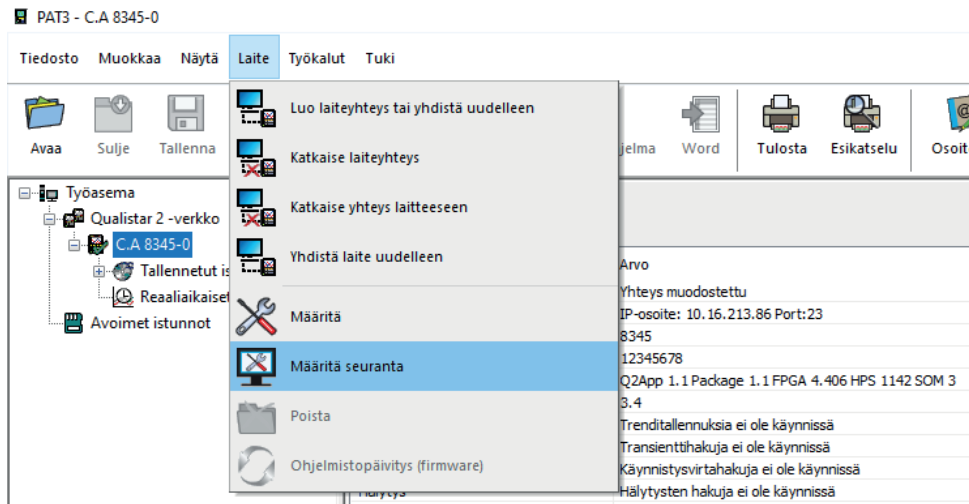 PAT3 - C.A 8345-0
Tiedosto Muokkaa Näytä Laite Työkalut Tuki
Avaa Sulje Tallenna jelma Word Tulosta Esikatselu Osoit
Luo laiteyhteys tai yhdistä uudelleen
Katkaise laiteyhteys
Katkaise yhteys laitteeseen
Yhdistä laite uudelleen
Määritä
Määritä seuranta
Poista
Ohjelmistopäivitys (firmware)
Työasema
Qualistar 2 -verkko
C.A 8345-0
Tallennetut is
Reaaliaikaiset
Avoimet istunnot
Arvo
Yhteys muodostettu
IP-osoite: 10.16.213.86 Port:23
8345
12345678
Q2App 1.1 Package 1.1 FPGA 4.406 HPS 1142 SOM 3
3.4
Trenditallennuksia ei ole käynnissä
Transienttihakuja ei ole käynnissä
Käynnistysvirtahakuja ei ole käynnissä
Hälytys Hälytysten hakuja ei ole käynnissä